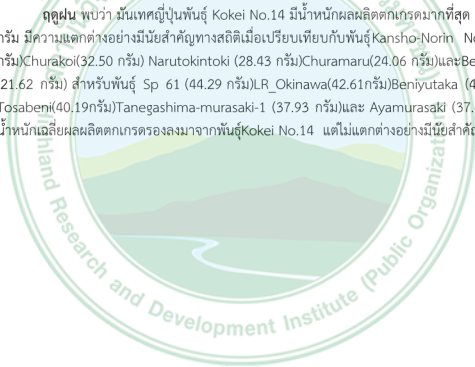 ฤดูฝน พบว่า มันเทศญี่ปุ่นพันธุ์ Kokei No.14 มีน้ำหนักผลผลิตตกเกรดมากที่สุด
กรัม มีความแตกต่างอย่างมีนัยสำคัญทางสถิติเมื่อเปรียบเทียบกับพันธุ์Kansho-Norin No
กรัม)Churakoi(32.50 กรัม) Narutokintoki (28.43 กรัม)Churamaru(24.06 กรัม)และBe
21.62 กรัม) สำหรับพันธุ์ Sp 61 (44.29 กรัม)LR_Okinawa(42.61กรัม)Beniyutaka (4
Tosabeni(40.19กรัม)Tanegashima-murasaki-1 (37.93 กรัม)และ Ayamurasaki (37.
น้ำหนักเฉลี่ยผลผลิตตกเกรดรองลงมาจากพันธุ์Kokei No.14 แต่ไม่แตกต่างอย่างมีนัยสำคัญ
hland Research and Development Institute (Public Organizat